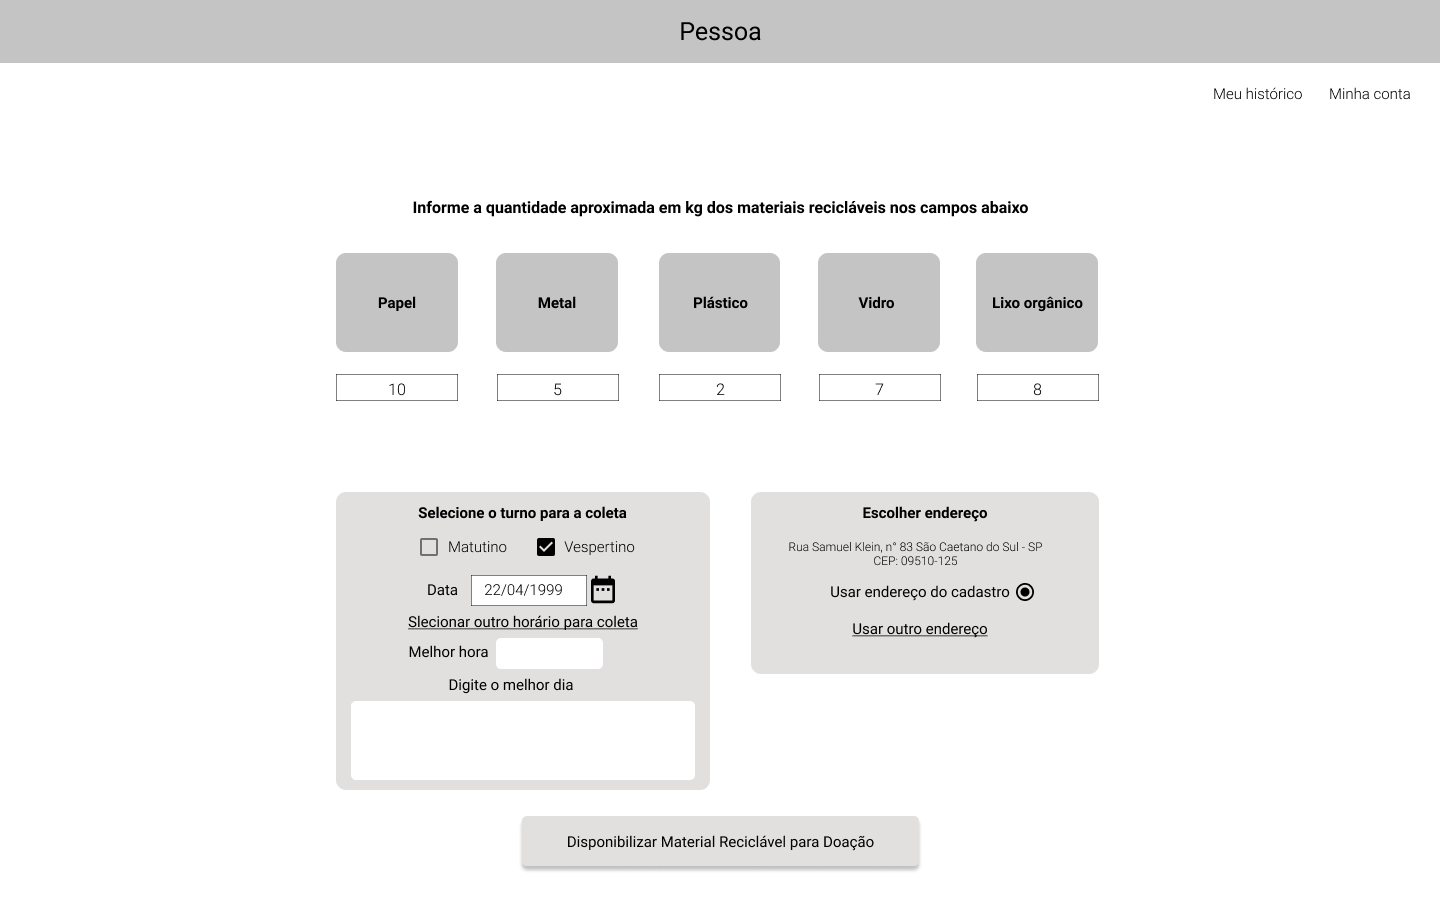 Pessoa
Meu histórico
Minha conta
Informe a quantidade aproximada em kg dos materiais recicláveis nos campos abaixo
Papel
Metal
Plástico
Vidro
Lixo orgânico
10
5
2
7
8
Selecione o turno para a coleta
Matutino
Vespertino
Data
22/04/1999
Slecionar outro horário para coleta
Melhor hora
Digite o melhor dia
Escolher endereço
Rua Samuel Klein, n° 83 São Caetano do Sul - SP
CEP: 09510-125
Usar endereço do cadastro
Usar outro endereço
Disponibilizar Material Reciclável para Doação